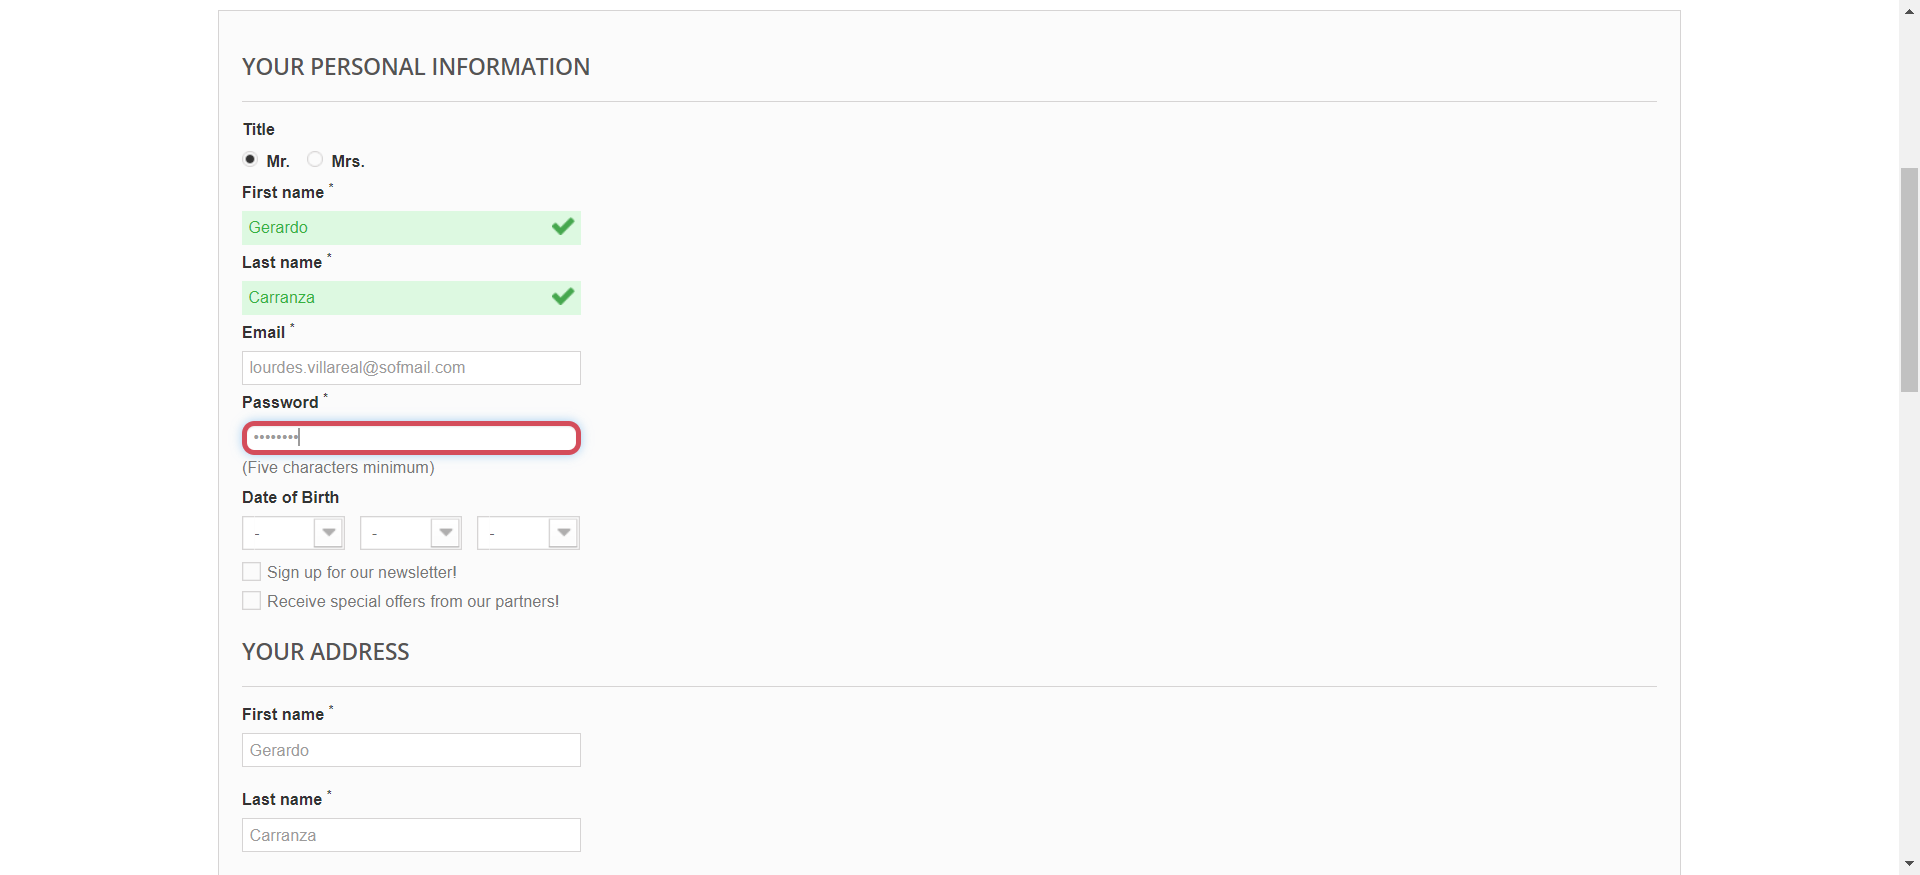 YOUR PERSONAL INFORMATION
Title
Mr. Mrs.
First name *
Gerardo
Last name *
Carranza
Email *
lourdes.villareal@sofmail.com
Password *
••••••••
(Five characters minimum)
Date of Birth
- - -
Sign up for our newsletter!
Receive special offers from our partners!
YOUR ADDRESS
First name *
Gerardo
Last name *
Carranza